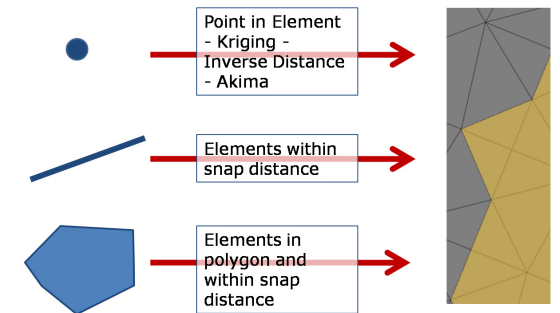 Point in Element
- Kriging -
Inverse Distance
- Akima
Elements within
snap distance
Elements in
polygon and
within snap
distance